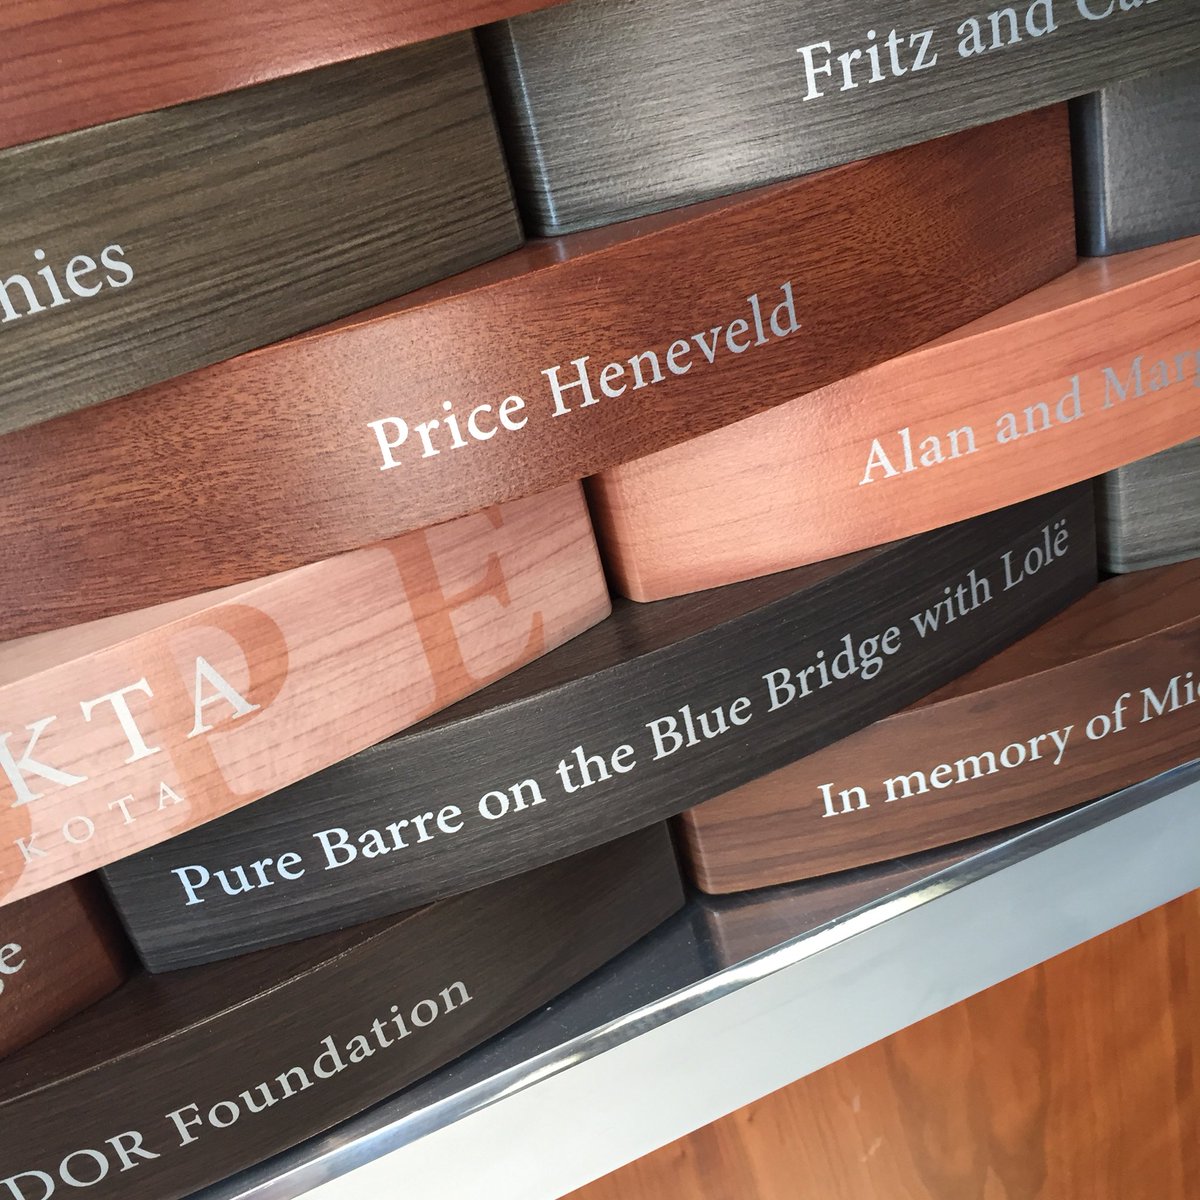 Fritz and
Price Heneveld
Alan and
KTA
KOTA
P E
Pure Barre on the Blue Bridge with Lolë
In memory of
DOR Foundation